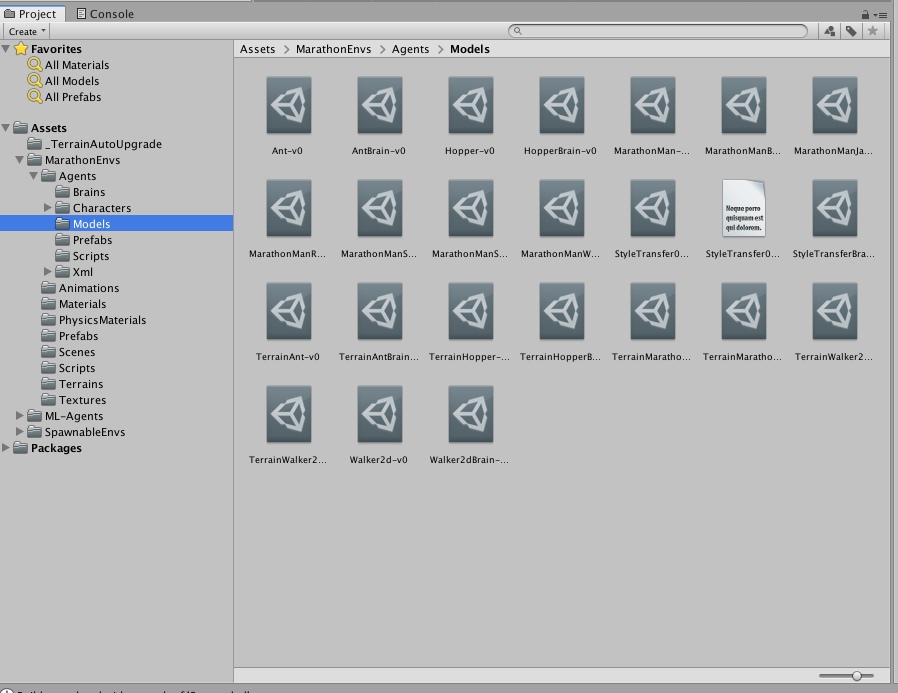 Project
Console
Create
Favorites
All Materials
All Models
All Prefabs
Assets
_TerrainAutoUpgrade
MarathonEnvs
Agents
Brains
Characters
Models
Prefabs
Scripts
Xml
Animations
Materials
PhysicsMaterials
Prefabs
Scenes
Scripts
Terrains
Textures
ML-Agents
SpawnableEnvs
Packages
Assets MarathonEnvs Agents Models
Ant-v0 AntBrain-v0 Hopper-v0 HopperBrain-v0 MarathonMan-... MarathonManB... MarathonManJa...
Neque porro
quisquam est
qui dolorem.
MarathonManR... MarathonManS... MarathonManS... MarathonManW... StyleTransfer0... StyleTransfer0... StyleTransferBra...
TerrainAnt-v0 TerrainAntBrain... TerrainHopper-... TerrainHopperB... TerrainMaratho... TerrainMaratho... TerrainWalker2...
TerrainWalker2... Walker2d-v0 Walker2dBrain-...